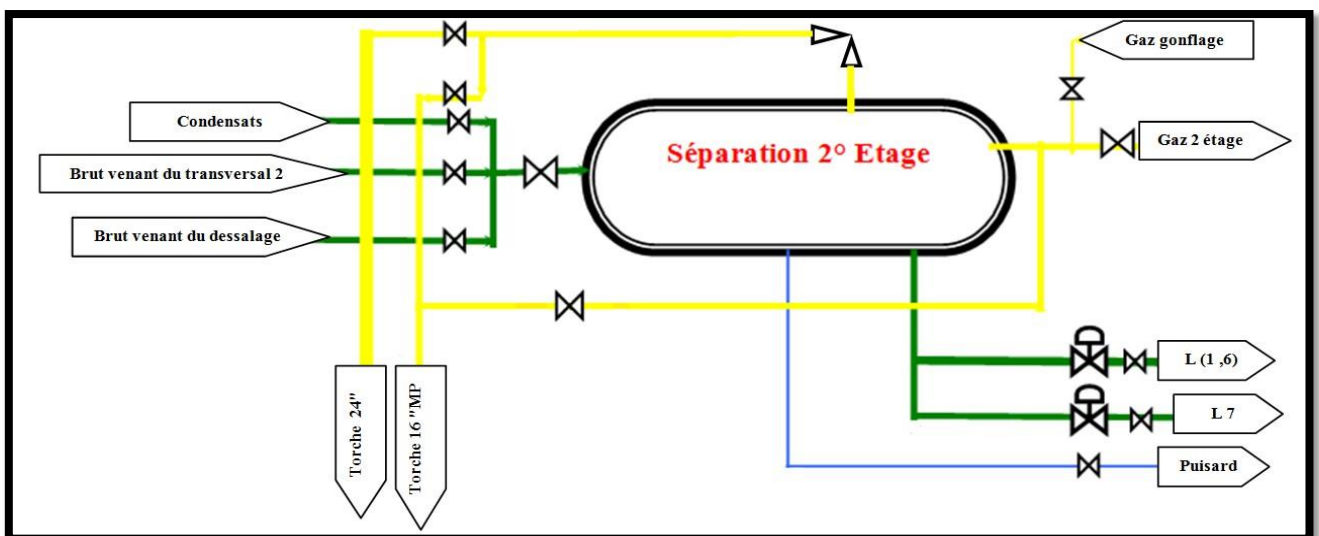 Gaz gonflage
Condensats
Gaz 2 étage
Séparation 2° Etage
Brut venant du transversal 2
Brut venant du dessalage
L (1 ,6)
L 7
Puisard
Torche 24"
Torche 16 "MP